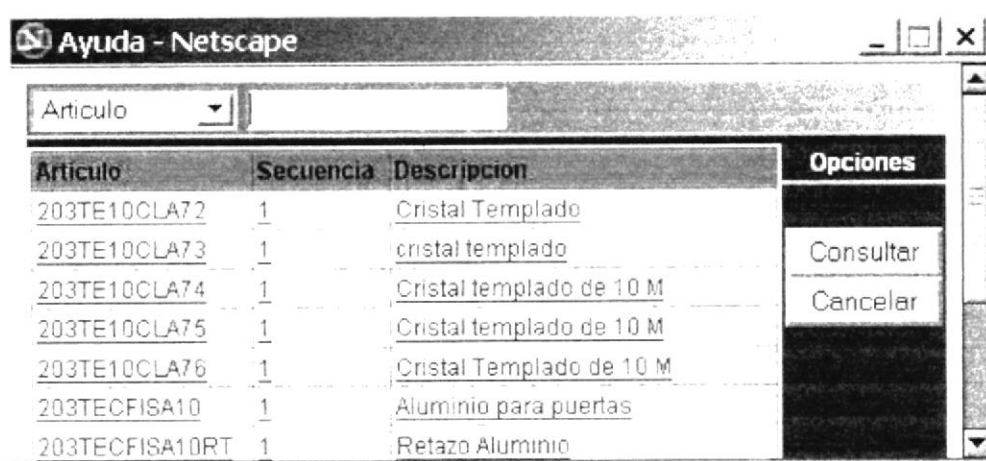 Ayuda - Netscape
Articulo
Articulo Secuencia Descripcion Opciones
203TE10CLA72 1 Cristal Templado
203TE10CLA73 1 cristal templado Consultar
203TE10CLA74 1 Cristal templado de 10 M Cancelar
203TE10CLA75 1 Cristal templado de 10 M
203TE10CLA76 1 Cristal Templado de 10 M
203TECFISA10 1 Aluminio para puertas
203TECFISA10RT 1 Retazo Aluminio